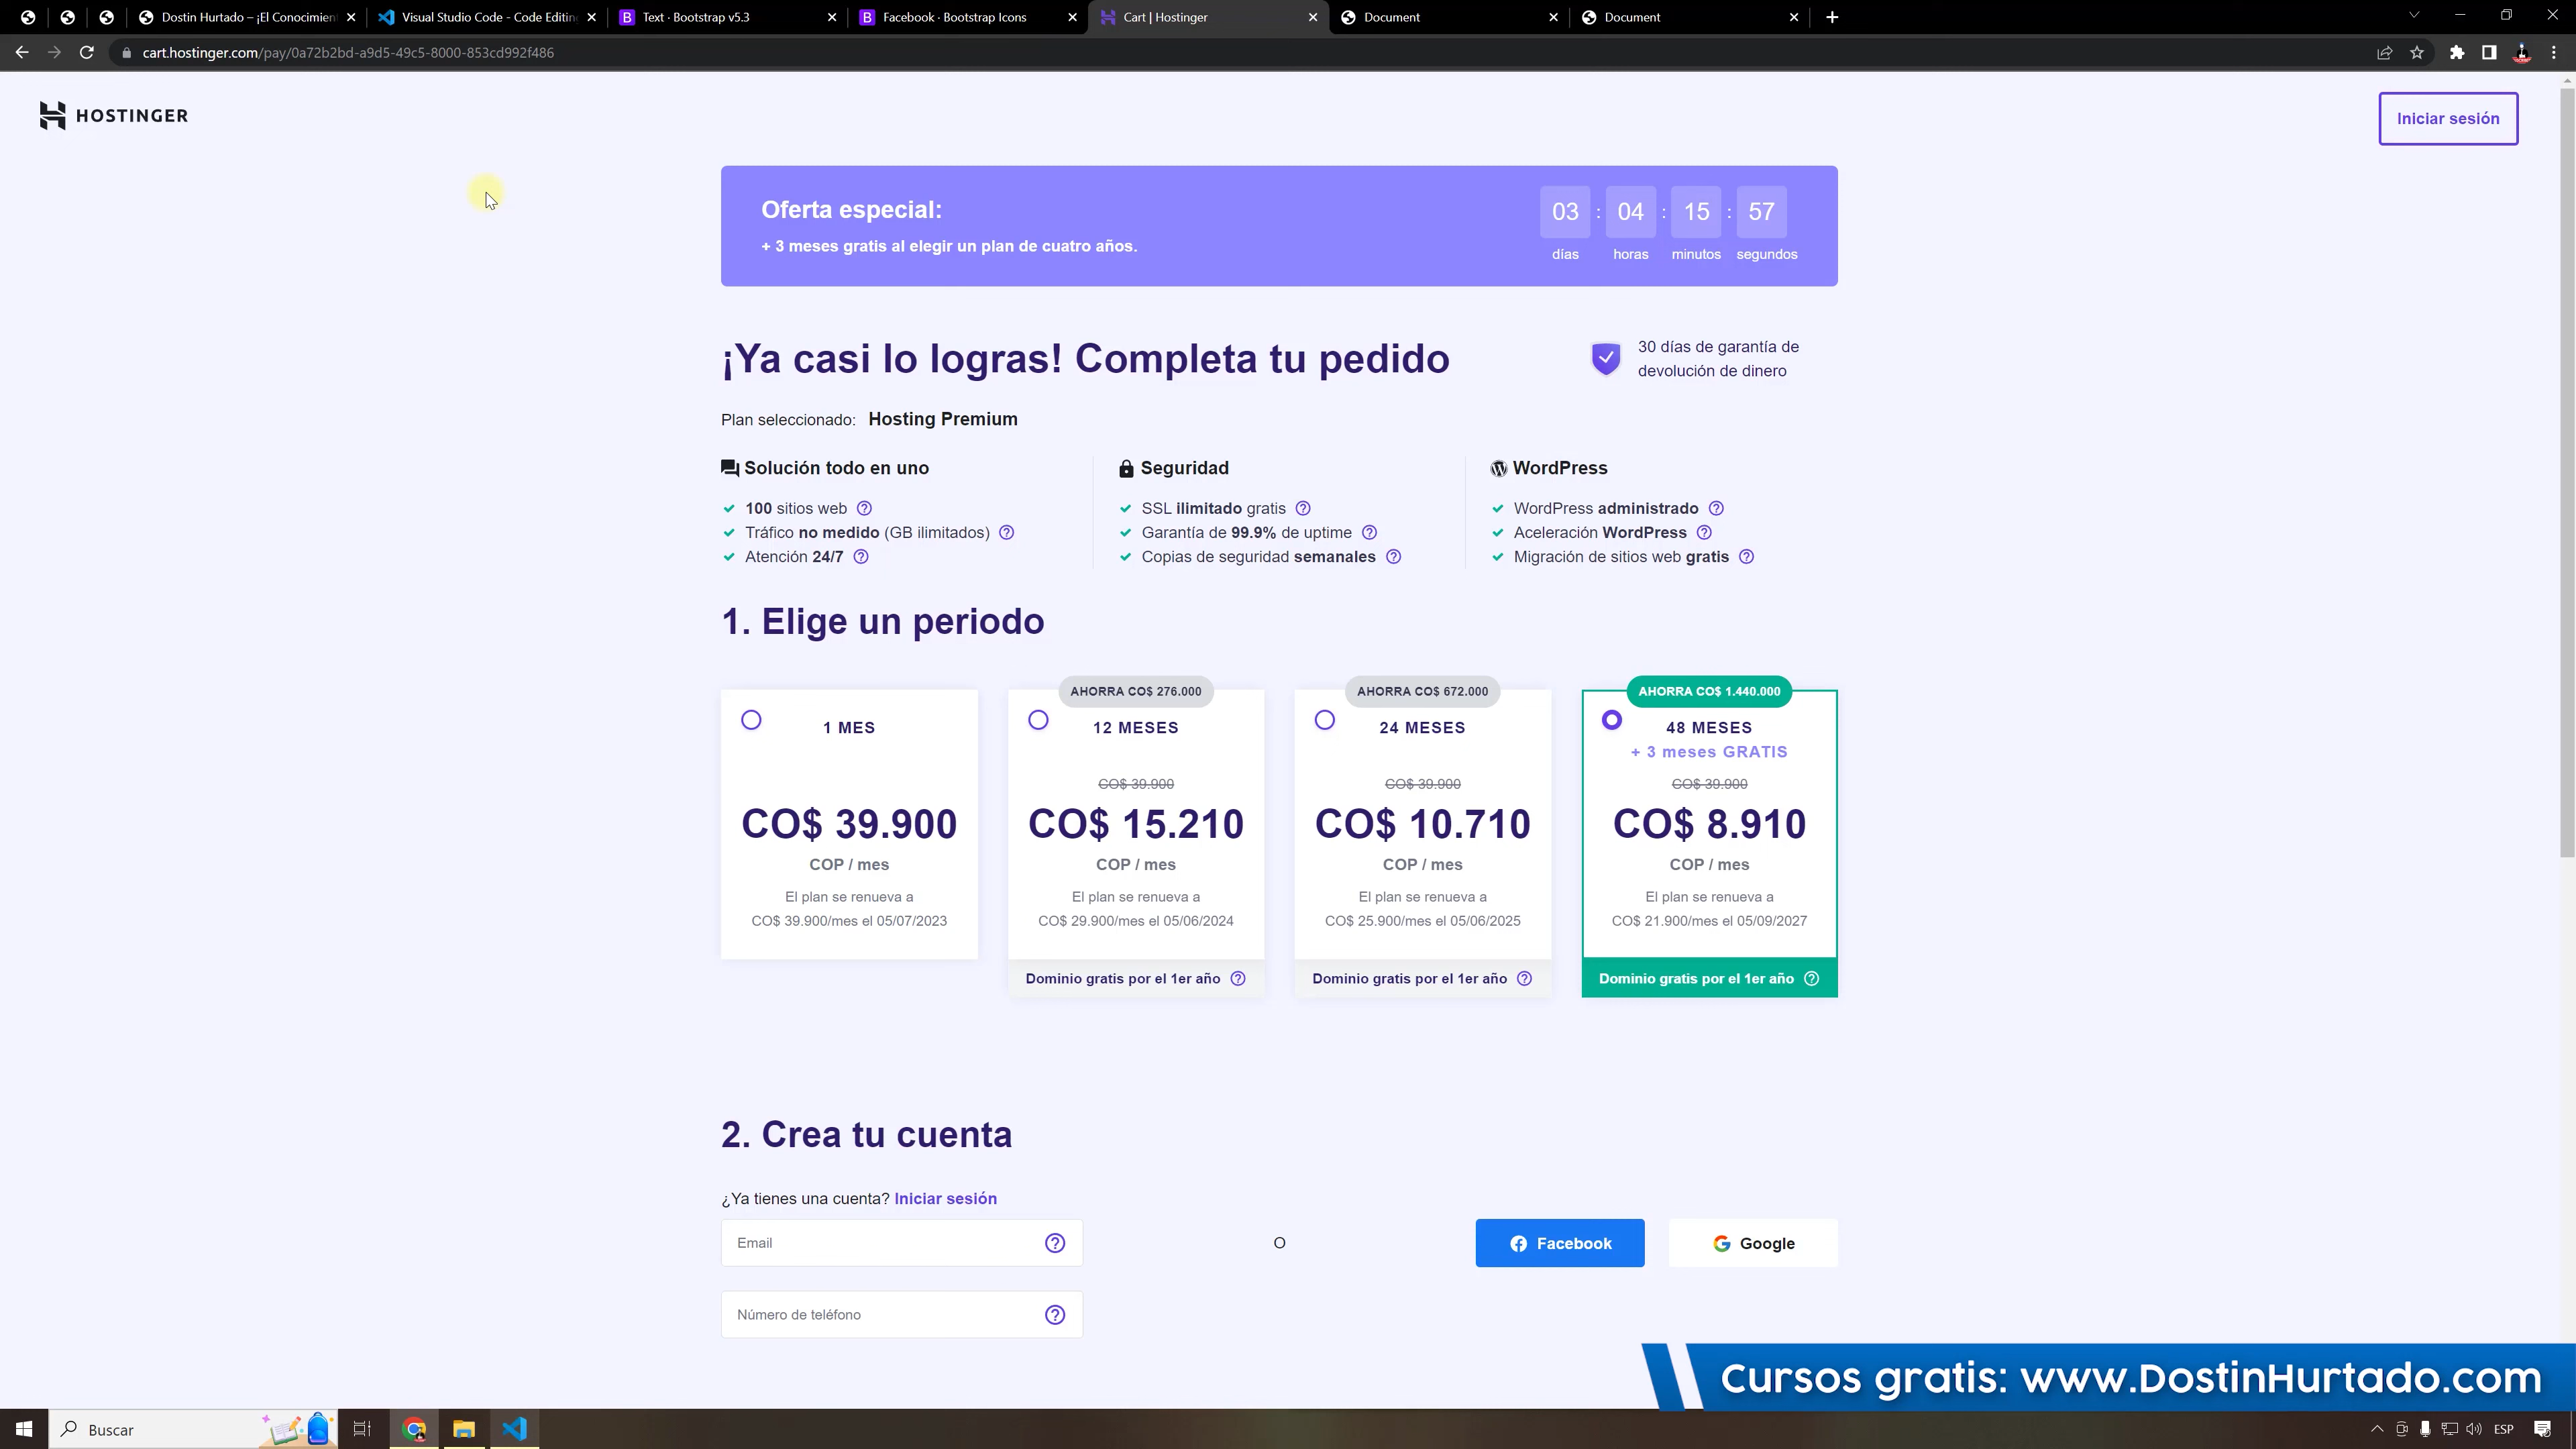 Dostin Hurtado – ¡El Conocimien
Visual Studio Code - Code Editin
Text · Bootstrap v5.3
Facebook · Bootstrap Icons
Cart | Hostinger
Document
Document
cart.hostinger.com/pay/0a72b2bd-a9d5-49c5-8000-853cd992f486
HOSTINGER
Iniciar sesión
Oferta especial:
+ 3 meses gratis al elegir un plan de cuatro años.
03 : 04 : 15 : 57
días horas minutos segundos
¡Ya casi lo logras! Completa tu pedido
30 días de garantía de
devolución de dinero
Plan seleccionado: Hosting Premium
Solución todo en uno
100 sitios web
Tráfico no medido (GB ilimitados)
Atención 24/7
Seguridad
SSL ilimitado gratis
Garantía de 99.9% de uptime
Copias de seguridad semanales
WordPress
WordPress administrado
Aceleración WordPress
Migración de sitios web gratis
1. Elige un periodo
1 MES
CO$ 39.900
COP / mes
El plan se renueva a
CO$ 39.900/mes el 05/07/2023
AHORRA CO$ 276.000
12 MESES
CO$ 39.900
CO$ 15.210
COP / mes
El plan se renueva a
CO$ 29.900/mes el 05/06/2024
Dominio gratis por el 1er año
AHORRA CO$ 672.000
24 MESES
CO$ 39.900
CO$ 10.710
COP / mes
El plan se renueva a
CO$ 25.900/mes el 05/06/2025
Dominio gratis por el 1er año
AHORRA CO$ 1.440.000
48 MESES
+ 3 meses GRATIS
CO$ 39.900
CO$ 8.910
COP / mes
El plan se renueva a
CO$ 21.900/mes el 05/09/2027
Dominio gratis por el 1er año
2. Crea tu cuenta
¿Ya tienes una cuenta? Iniciar sesión
Email
O
Facebook
Google
Número de teléfono
Cursos gratis: www.DostinHurtado.com
Buscar
ESP